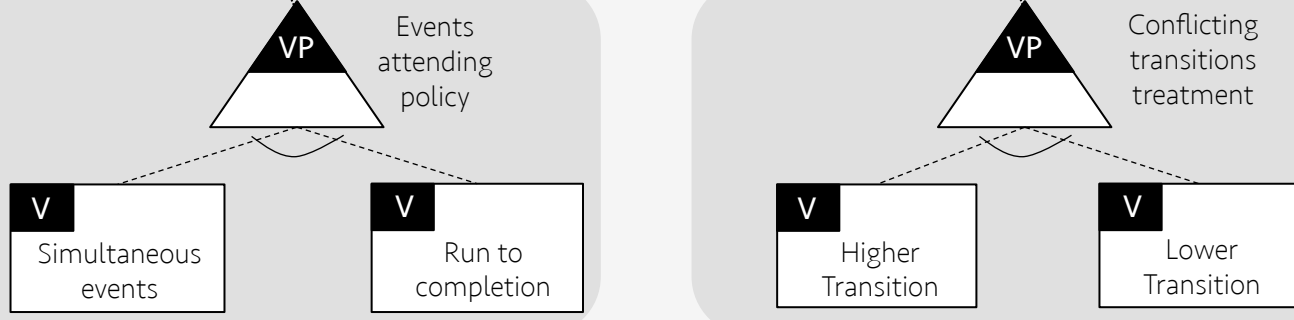 VP
Events
attending
policy
V
Simultaneous
events
V
Run to
completion
VP
Conflicting
transitions
treatment
V
Higher
Transition
V
Lower
Transition